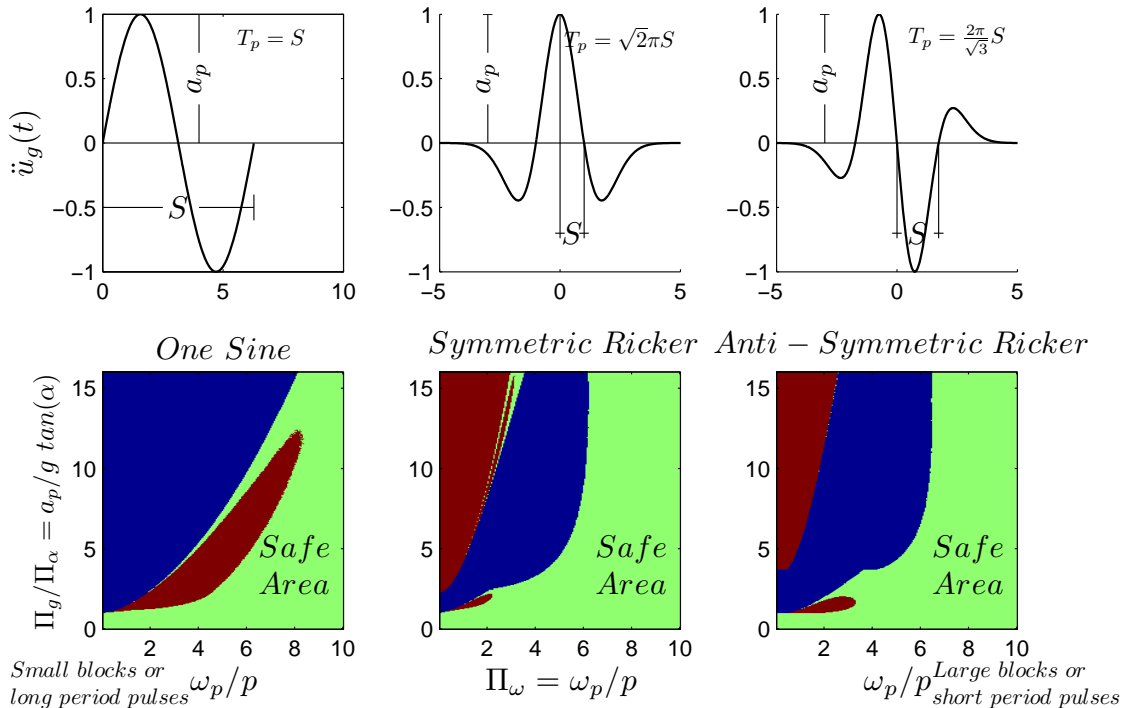 1
0.5
0
−0.5
−1
0
5
10
ü_g(t)
T_p = S
a_p
S
1
0.5
0
−0.5
−1
−5
0
5
T_p = √2πS
a_p
S
1
0.5
0
−0.5
−1
−5
0
5
T_p = 2π/√3 S
a_p
S
One Sine
Symmetric Ricker
Anti − Symmetric Ricker
Π_g/Π_α = a_p/g tan(α)
15
10
5
0
2
4
6
8
10
Safe
Area
15
10
5
0
2
4
6
8
10
Safe
Area
15
10
5
0
2
4
6
8
10
Safe
Area
Small blocks or
long period pulses
ω_p/p
Π_ω = ω_p/p
ω_p/p
Large blocks or
short period pulses